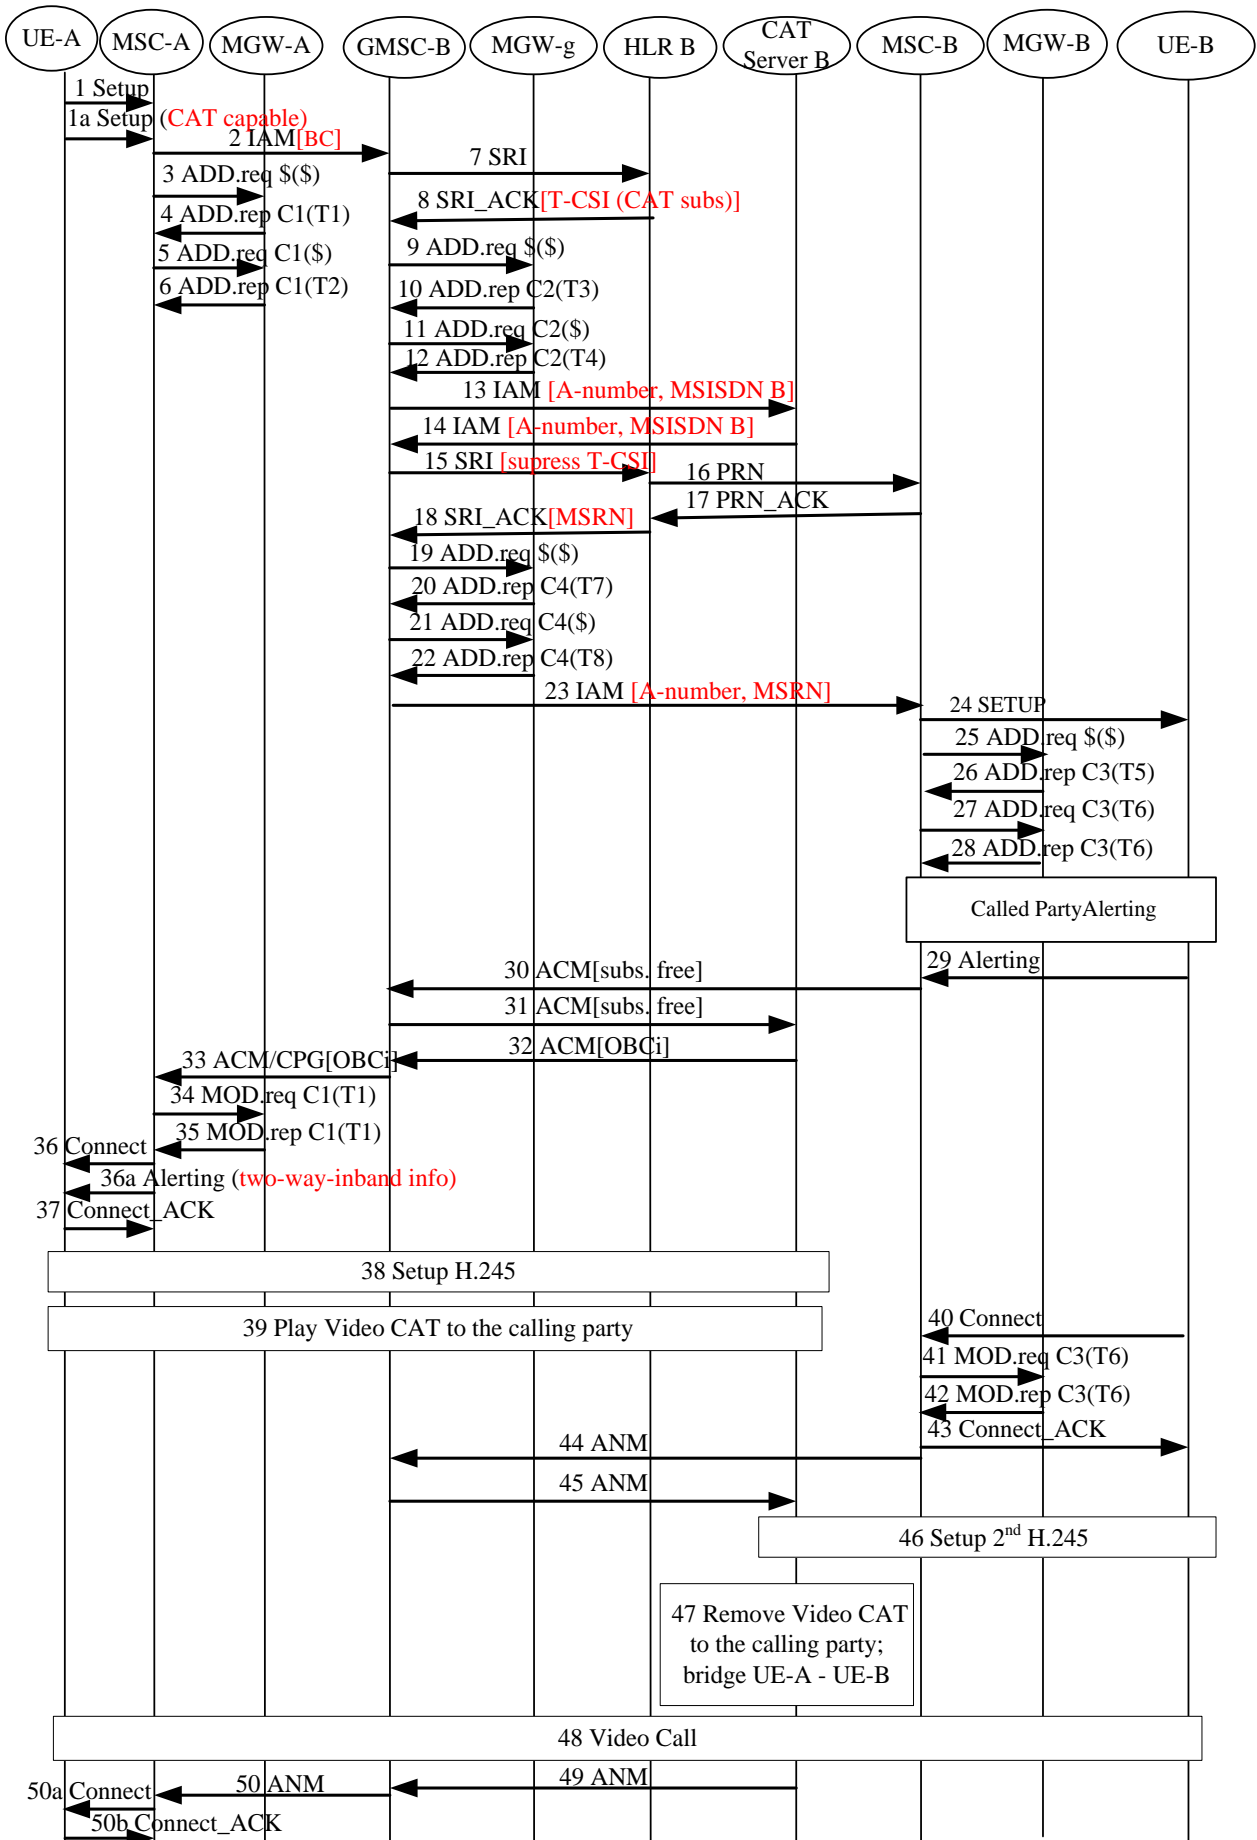 UE-A
MSC-A
MGW-A
GMSC-B
MGW-g
HLR B
CAT
Server B
MSC-B
MGW-B
UE-B
1 Setup
1a Setup (CAT capable)
2 IAM[BC]
3 ADD.req $($)
4 ADD.rep C1(T1)
5 ADD.req C1($)
6 ADD.rep C1(T2)
7 SRI
8 SRI_ACK[T-CSI (CAT subs)]
9 ADD.req $($)
10 ADD.rep C2(T3)
11 ADD.req C2($)
12 ADD.rep C2(T4)
13 IAM [A-number, MSISDN B]
14 IAM [A-number, MSISDN B]
15 SRI [supress T-CSI]
16 PRN
17 PRN_ACK
18 SRI_ACK[MSRN]
19 ADD.req $($)
20 ADD.rep C4(T7)
21 ADD.req C4($)
22 ADD.rep C4(T8)
23 IAM [A-number, MSRN]
24 SETUP
25 ADD.req $($)
26 ADD.rep C3(T5)
27 ADD.req C3(T6)
28 ADD.rep C3(T6)
Called PartyAlerting
29 Alerting
30 ACM[subs. free]
31 ACM[subs. free]
32 ACM[OBCi]
33 ACM/CPG[OBCi]
34 MOD.req C1(T1)
35 MOD.rep C1(T1)
36 Connect
36a Alerting (two-way-inband info)
37 Connect_ACK
38 Setup H.245
39 Play Video CAT to the calling party
40 Connect
41 MOD.req C3(T6)
42 MOD.rep C3(T6)
43 Connect_ACK
44 ANM
45 ANM
46 Setup 2nd H.245
47 Remove Video CAT
to the calling party;
bridge UE-A - UE-B
48 Video Call
49 ANM
50 ANM
50a Connect
50b Connect_ACK